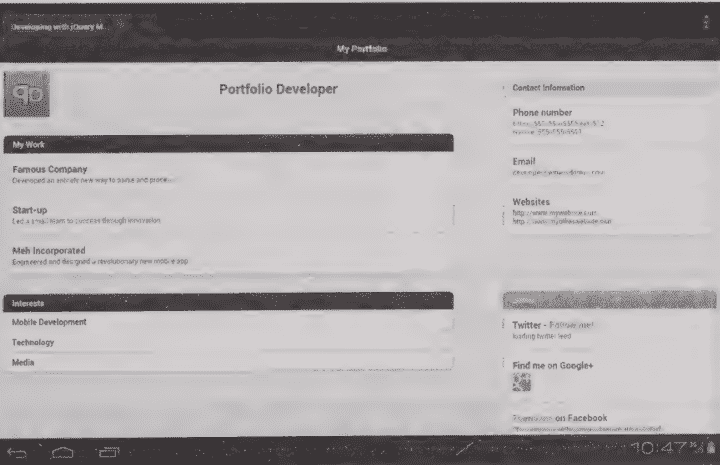 Developing with jQuery M...
My Portfolio
pd
Portfolio Developer
My Work
Famous Company
Developed an entirely new way to parse and
Start-up
Led a small team to success through innovation
Meh Incorporated
Engineered and designed a revolutionary new mobile app
Interests
Mobile Development
Technology
Media
Contact Information
Phone number
Email
Websites
http://www.mywebsite.com
Twitter - Follow me!
loading twitter feed
Find me on Google+
on Facebook
10:47